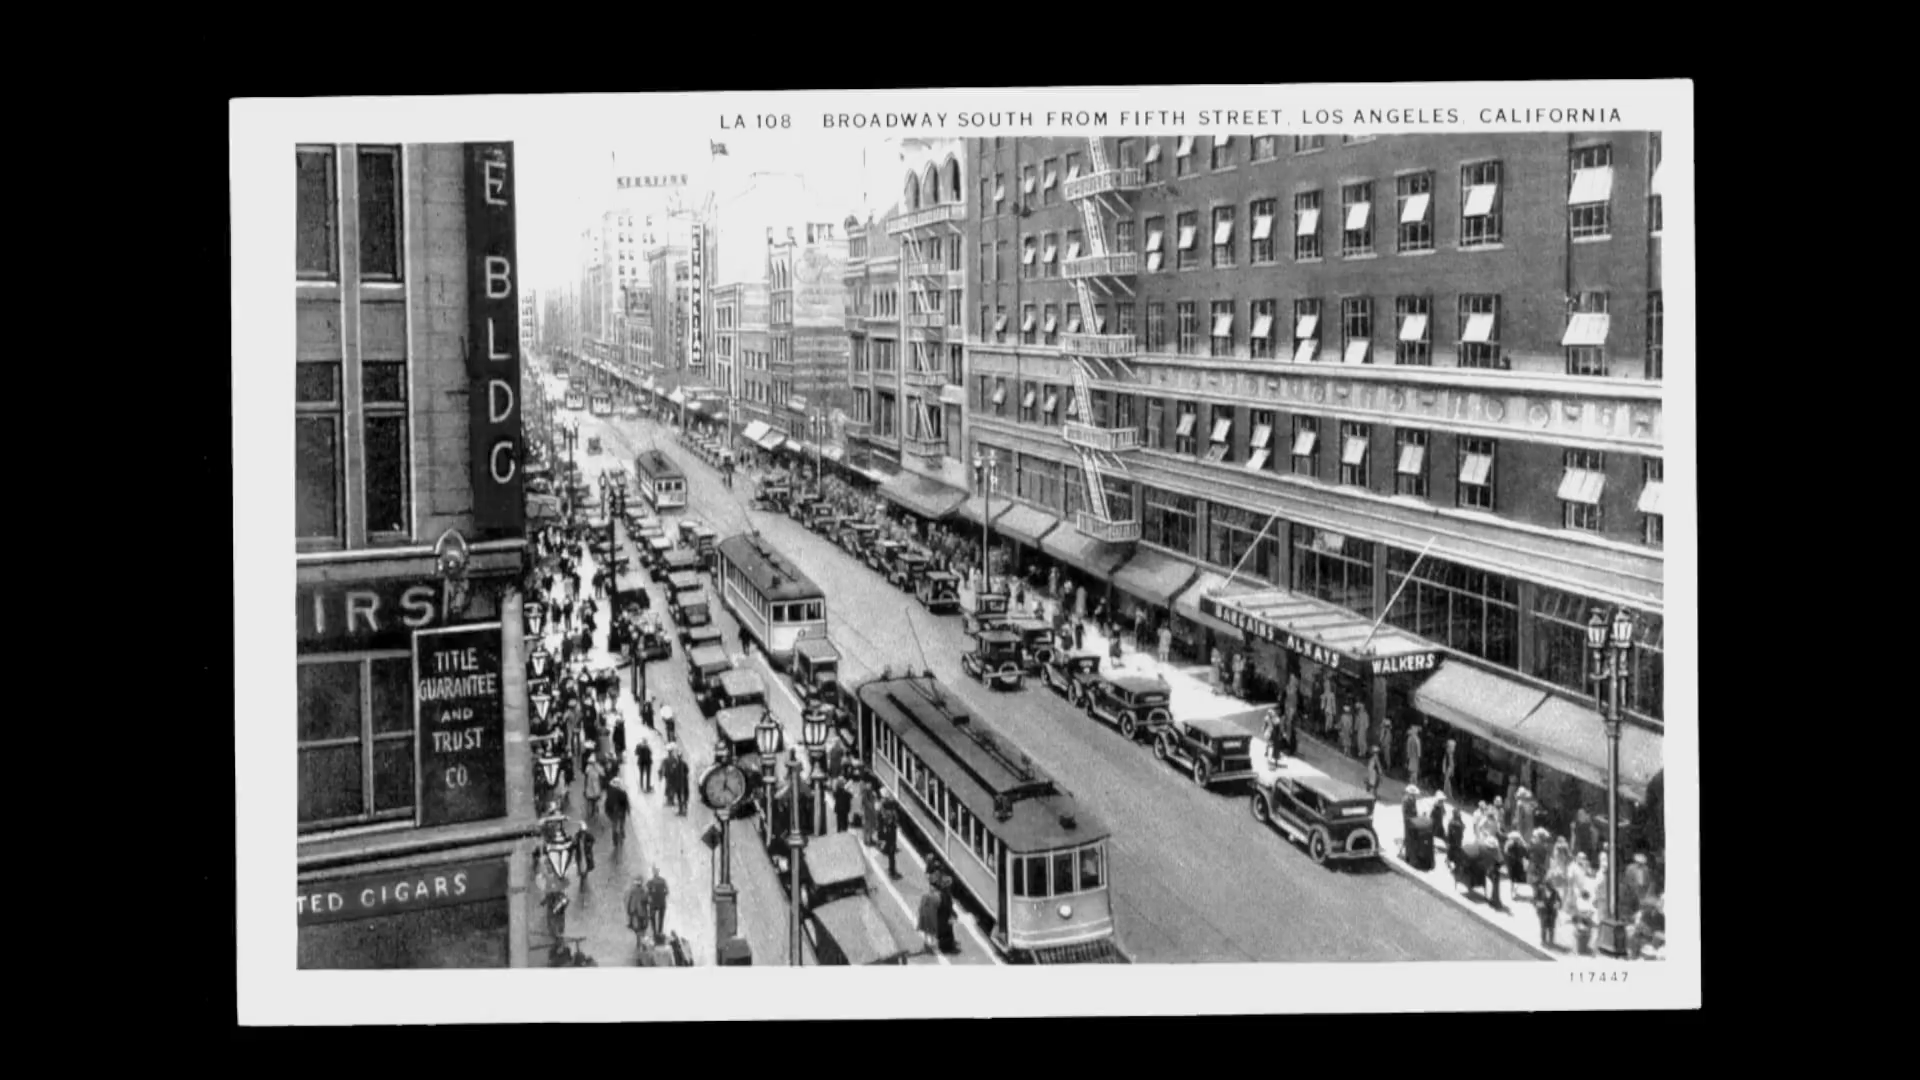 LA 108 BROADWAY SOUTH FROM FIFTH STREET, LOS ANGELES, CALIFORNIA
E BLDG
IRS
TITLE
GUARANTEE
AND
TRUST
CO
TED CIGARS
BARGAINS ALWAYS
WALKERS
117447